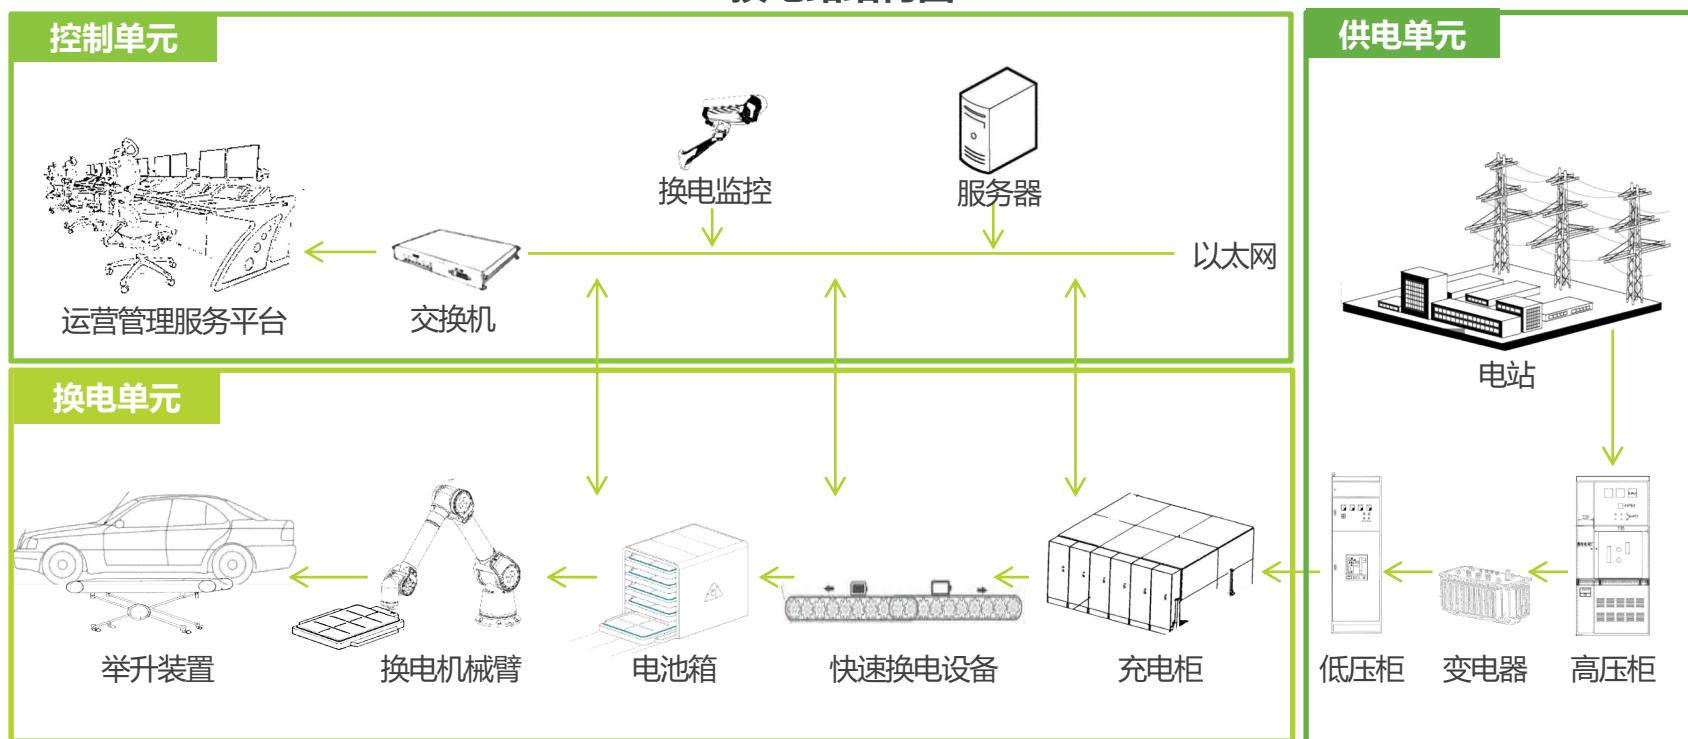 控制单元
供电单元
换电监控
服务器
以太网
运营管理服务平台
交换机
电站
换电单元
举升装置
换电机械臂
电池箱
快速换电设备
充电柜
低压柜
变电器
高压柜